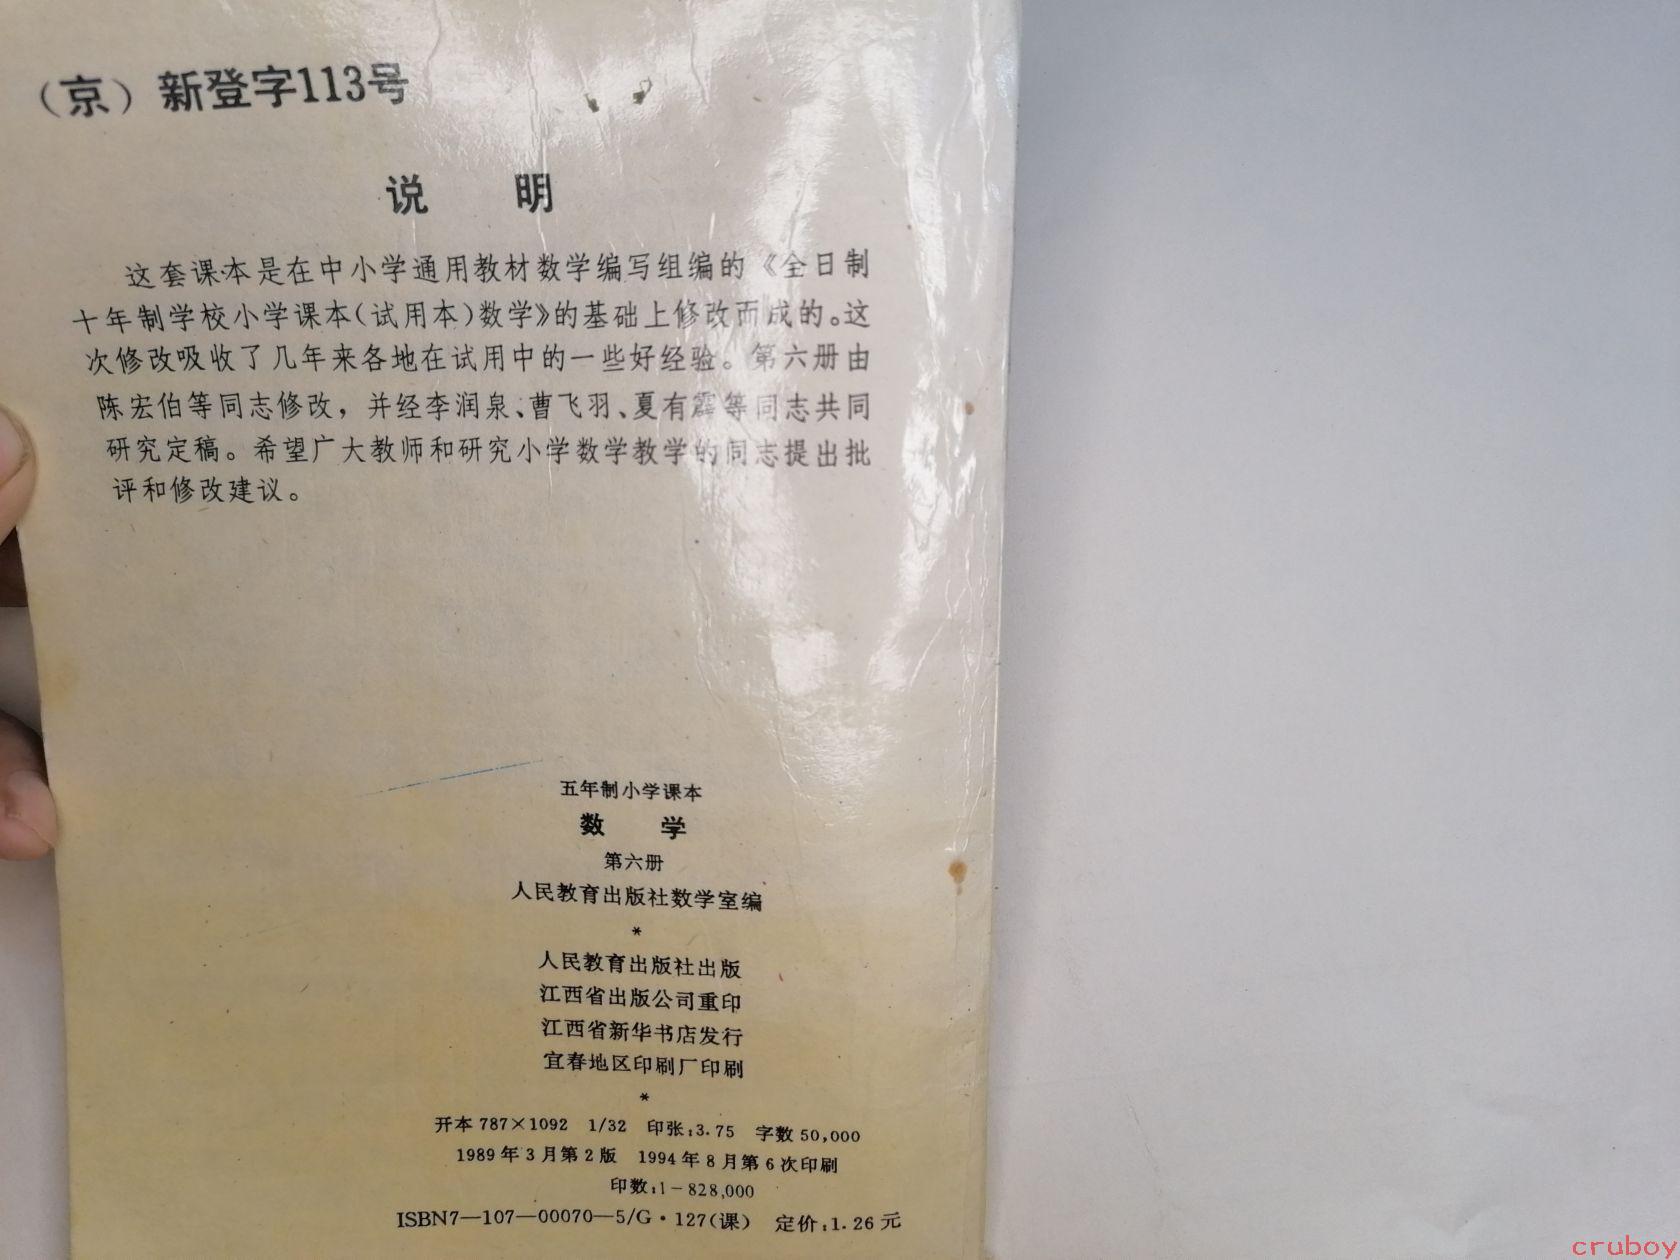 （京）新登字113号
说 明
这套课本是在中小学通用教材数学编写组编的《全日制
十年制学校小学课本（试用本）数学》的基础上修改而成的。这
次修改吸收了几年来各地在试用中的一些好经验。第六册由
陈宏伯等同志修改，并经李润泉、曹飞羽、夏有霖等同志共同
研究定稿。希望广大教师和研究小学数学教学的同志提出批
评和修改建议。
五年制小学课本
数 学
第六册
人民教育出版社数学室编
*
人民教育出版社出版
江西省出版公司重印
江西省新华书店发行
宜春地区印刷厂印刷
*
开本 787×1092 1/32 印张：3.75 字数 50,000
1989 年 3 月第 2 版 1994 年 8 月第 6 次印刷
印数：1－828,000
ISBN7—107—00070—5/G·127（课） 定价：1.26 元
cruboy